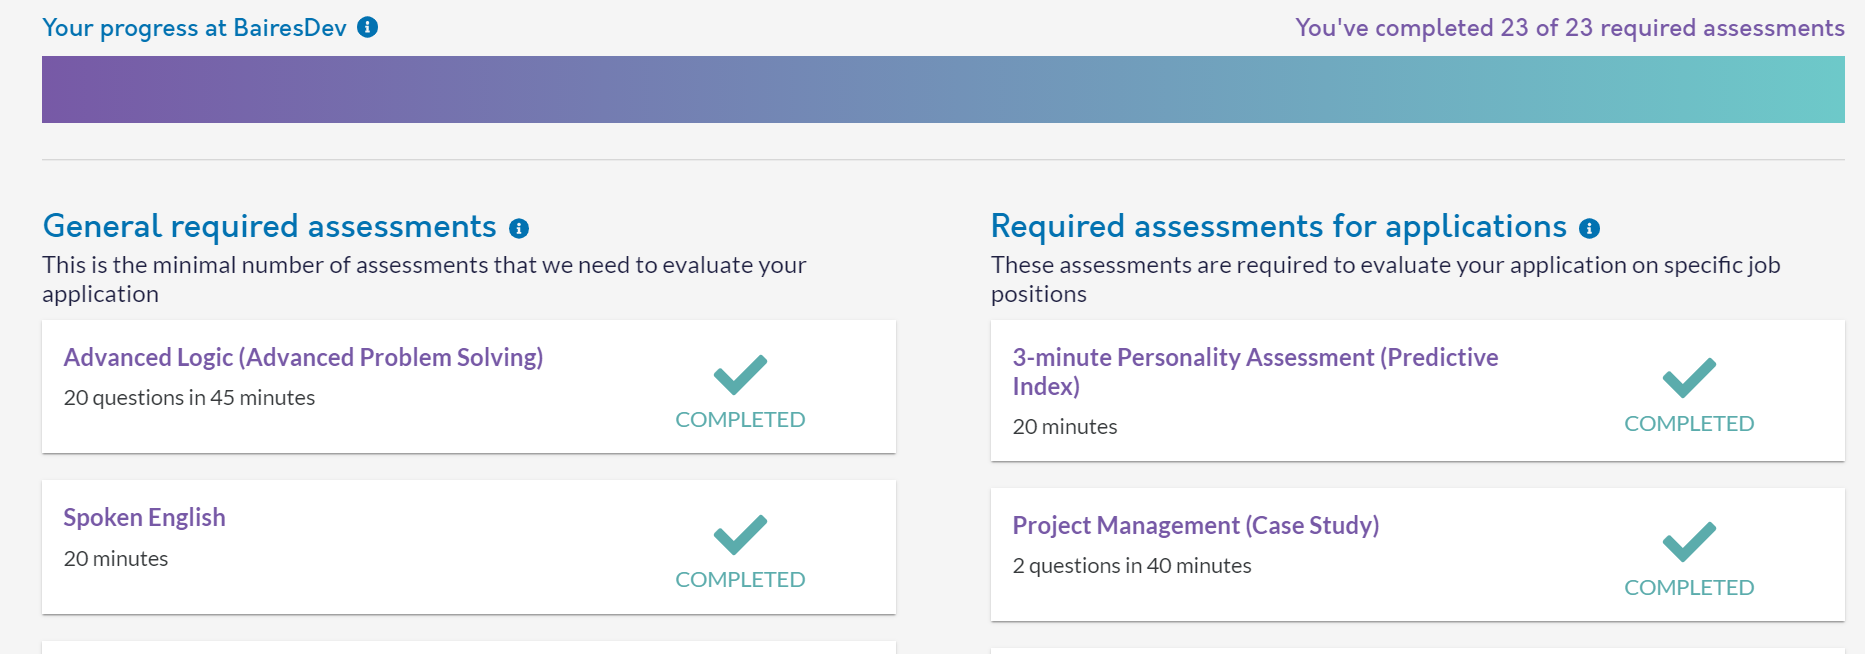 Your progress at BairesDev
You've completed 23 of 23 required assessments
General required assessments
This is the minimal number of assessments that we need to evaluate your
application
Advanced Logic (Advanced Problem Solving)
20 questions in 45 minutes
COMPLETED
Spoken English
20 minutes
COMPLETED
Required assessments for applications
These assessments are required to evaluate your application on specific job
positions
3-minute Personality Assessment (Predictive
Index)
20 minutes
COMPLETED
Project Management (Case Study)
2 questions in 40 minutes
COMPLETED